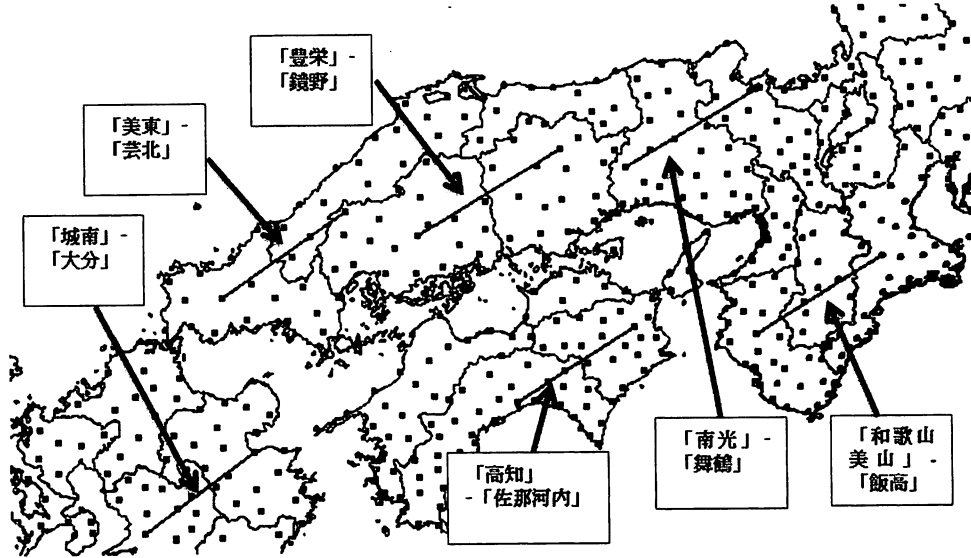 「豊栄」-
「鏡野」
「美東」-
「芸北」
「城南」-
「大分」
「高知」
-「佐那河内」
「南光」-
「舞鶴」
「和歌山
美山」-
「飯高」